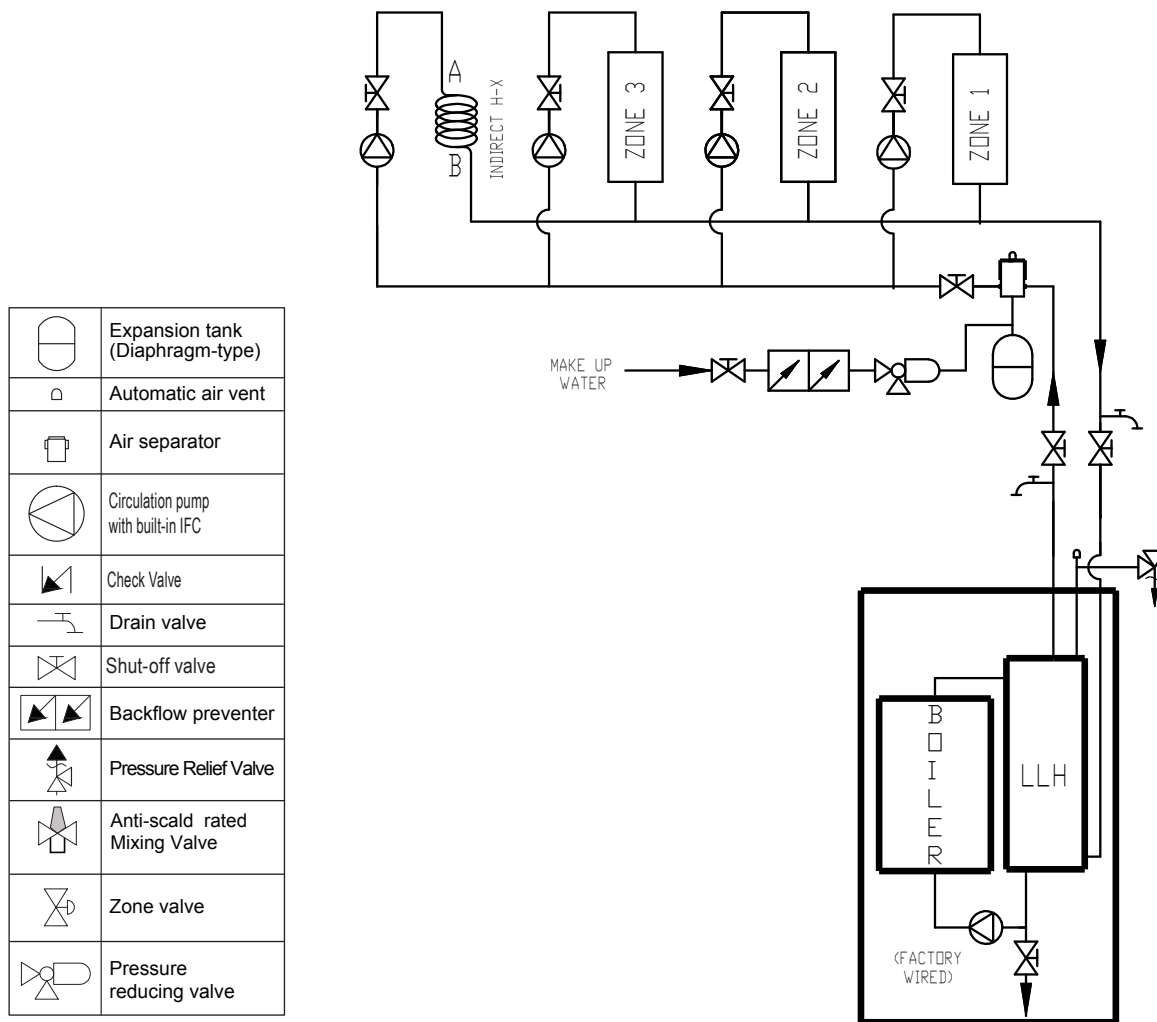 A
B
INDIRECT H-X
ZONE 3
ZONE 2
ZONE 1
MAKE UP
WATER
Expansion tank
(Diaphragm-type)
Automatic air vent
Air separator
Circulation pump
with built-in IFC
Check Valve
Drain valve
Shut-off valve
Backflow preventer
Pressure Relief Valve
Anti-scald rated
Mixing Valve
Zone valve
Pressure
reducing valve
BOILER
LLH
(FACTORY
WIRED)